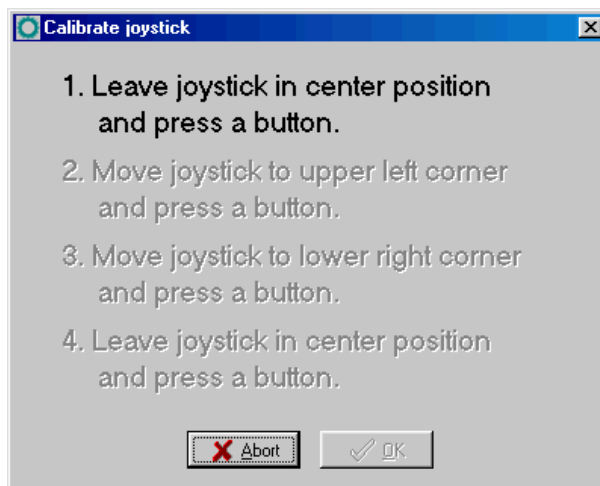 Calibrate joystick
1. Leave joystick in center position
and press a button.
2. Move joystick to upper left corner
and press a button.
3. Move joystick to lower right corner
and press a button.
4. Leave joystick in center position
and press a button.
Abort
OK